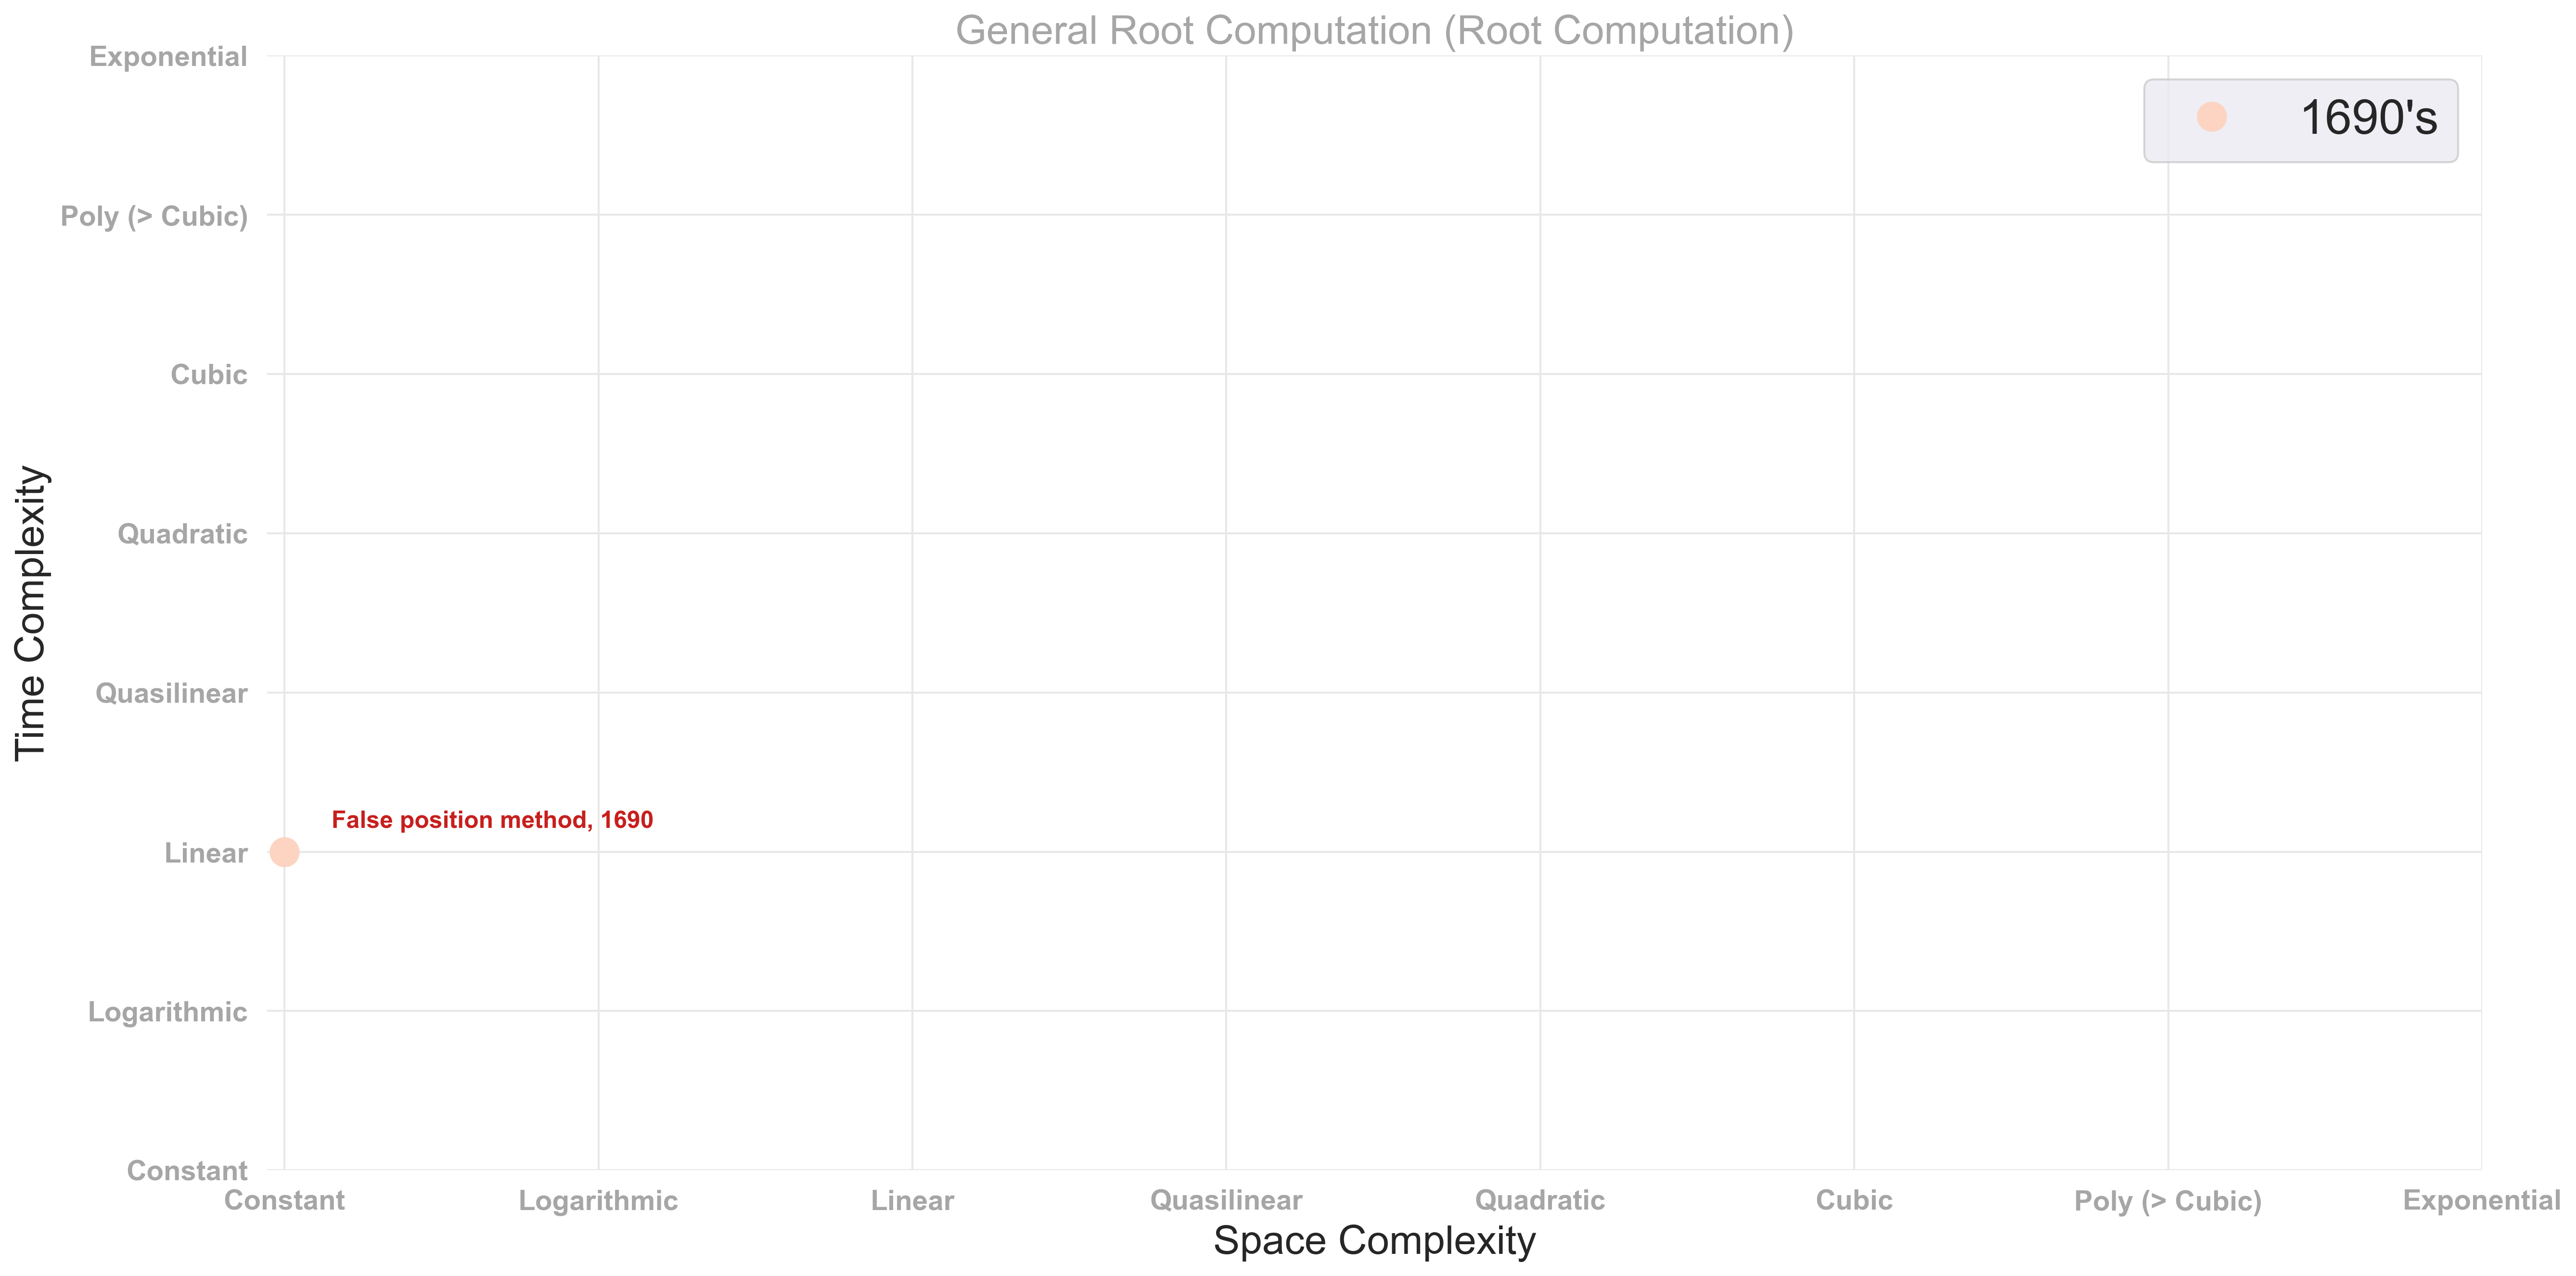 General Root Computation (Root Computation)
Exponential
1690's
Poly (> Cubic)
Cubic
Quadratic
Time Complexity
Quasilinear
False position method, 1690
Linear
Logarithmic
Constant
Constant Logarithmic Linear Quasilinear Quadratic Cubic Poly (> Cubic) Exponential
Space Complexity